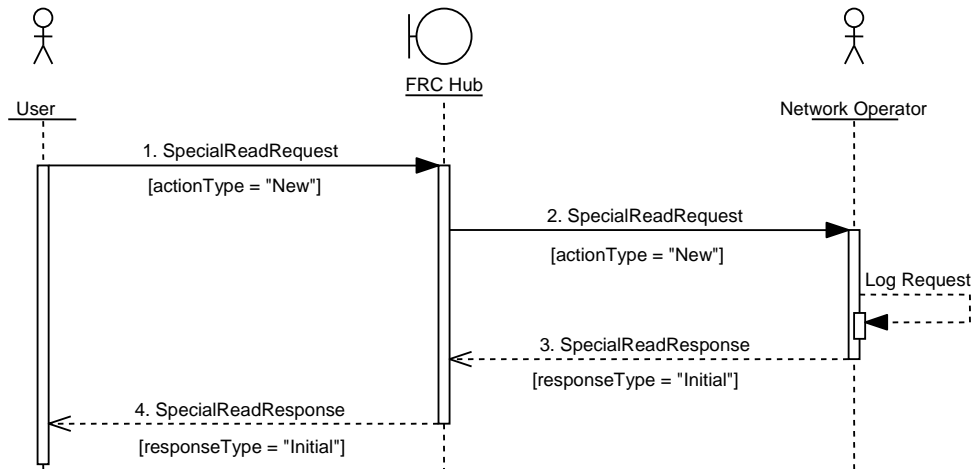 FRC Hub
User
Network Operator
1. SpecialReadRequest
[actionType = "New"]
2. SpecialReadRequest
[actionType = "New"]
Log Request
3. SpecialReadResponse
[responseType = "Initial"]
4. SpecialReadResponse
[responseType = "Initial"]